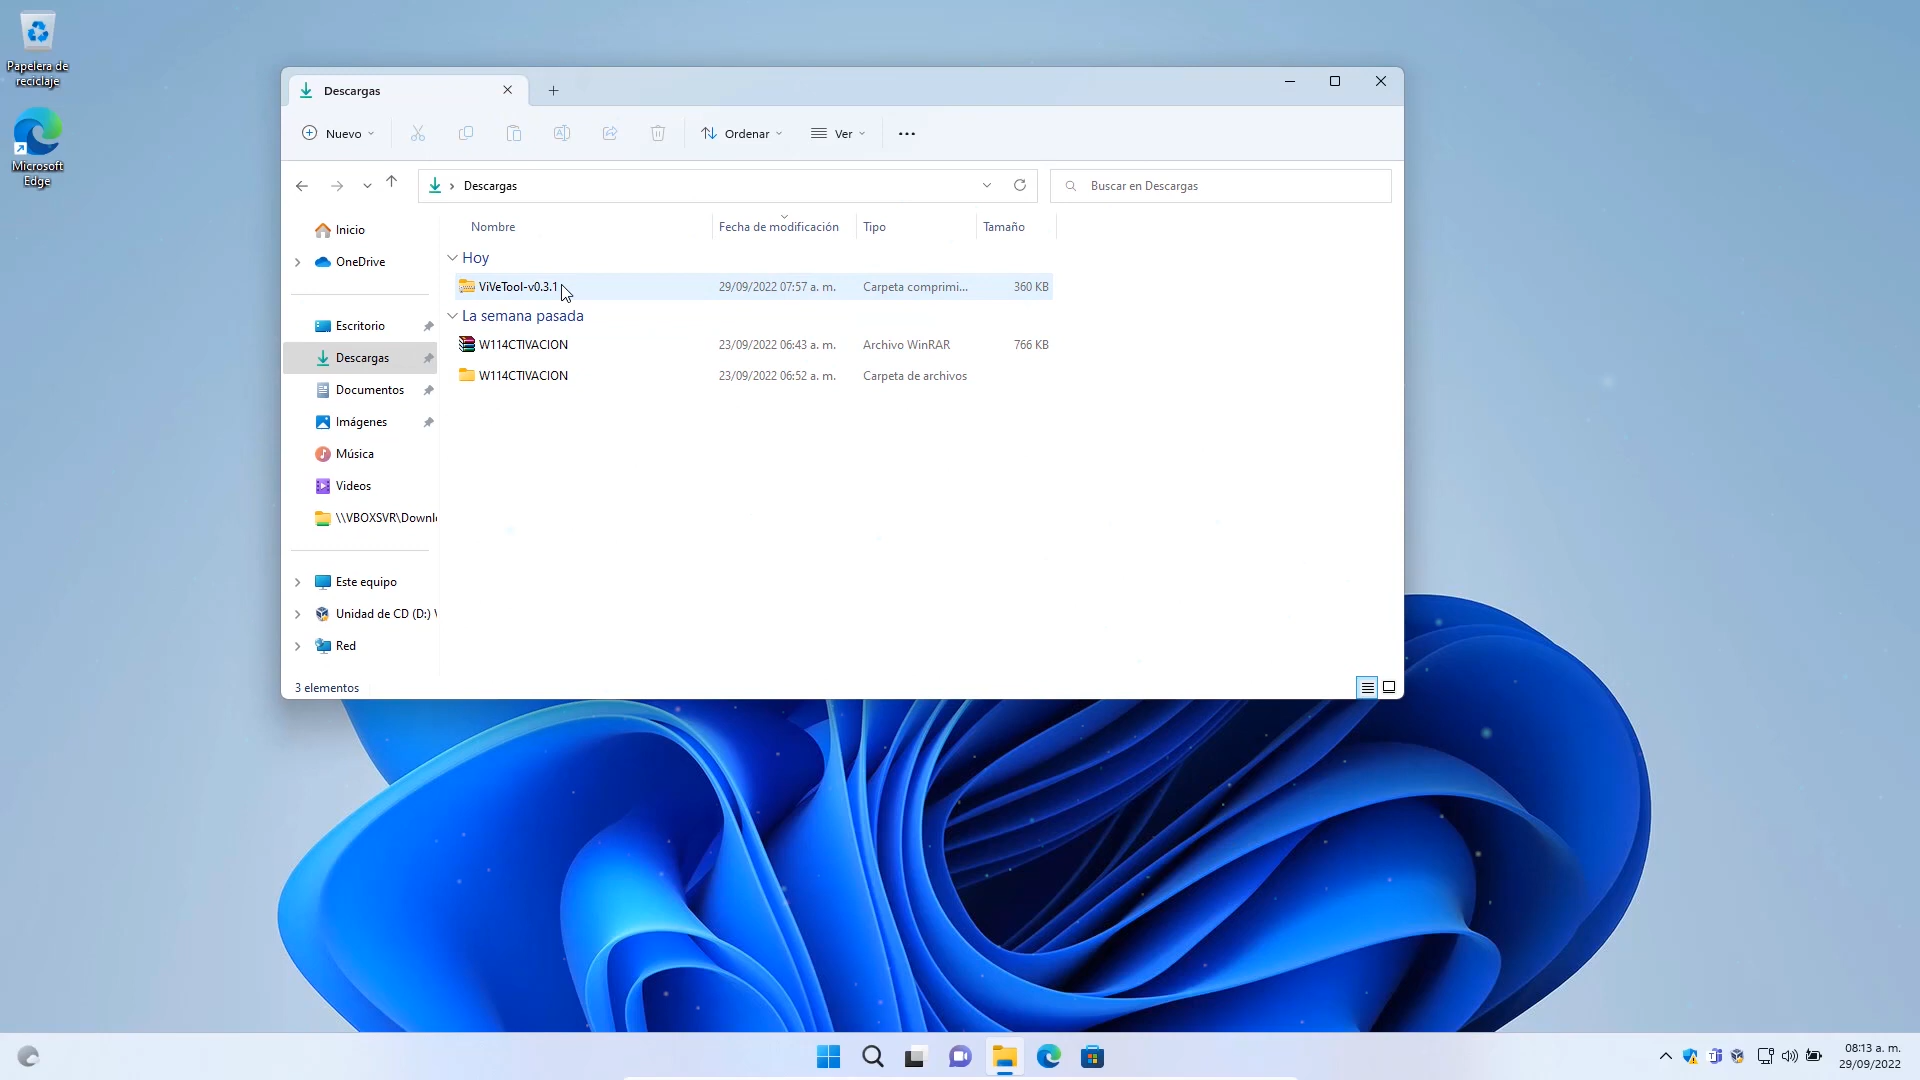 Papelera de
reciclaje
Microsoft
Edge
Descargas
Nuevo
Ordenar
Ver
Descargas
Buscar en Descargas
Inicio
OneDrive
Escritorio
Descargas
Documentos
Imágenes
Música
Videos
\\VBOXSVR\Downl
Este equipo
Unidad de CD (D:)
Red
Nombre Fecha de modificación Tipo Tamaño
Hoy
ViVeTool-v0.3.1 29/09/2022 07:57 a. m. Carpeta comprimi... 360 KB
La semana pasada
W114CTIVACION 23/09/2022 06:43 a. m. Archivo WinRAR 766 KB
W114CTIVACION 23/09/2022 06:52 a. m. Carpeta de archivos
3 elementos
08:13 a. m.
29/09/2022